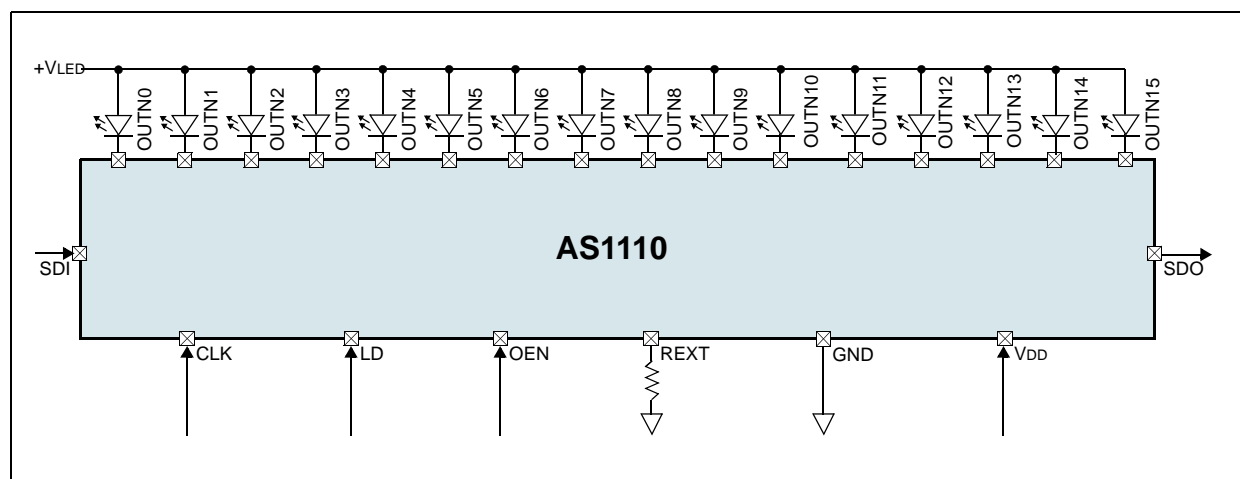 +VLED
OUTN0
OUTN1
OUTN2
OUTN3
OUTN4
OUTN5
OUTN6
OUTN7
OUTN8
OUTN9
OUTN10
OUTN11
OUTN12
OUTN13
OUTN14
OUTN15
AS1110
SDI
SDO
CLK
LD
OEN
REXT
GND
VDD